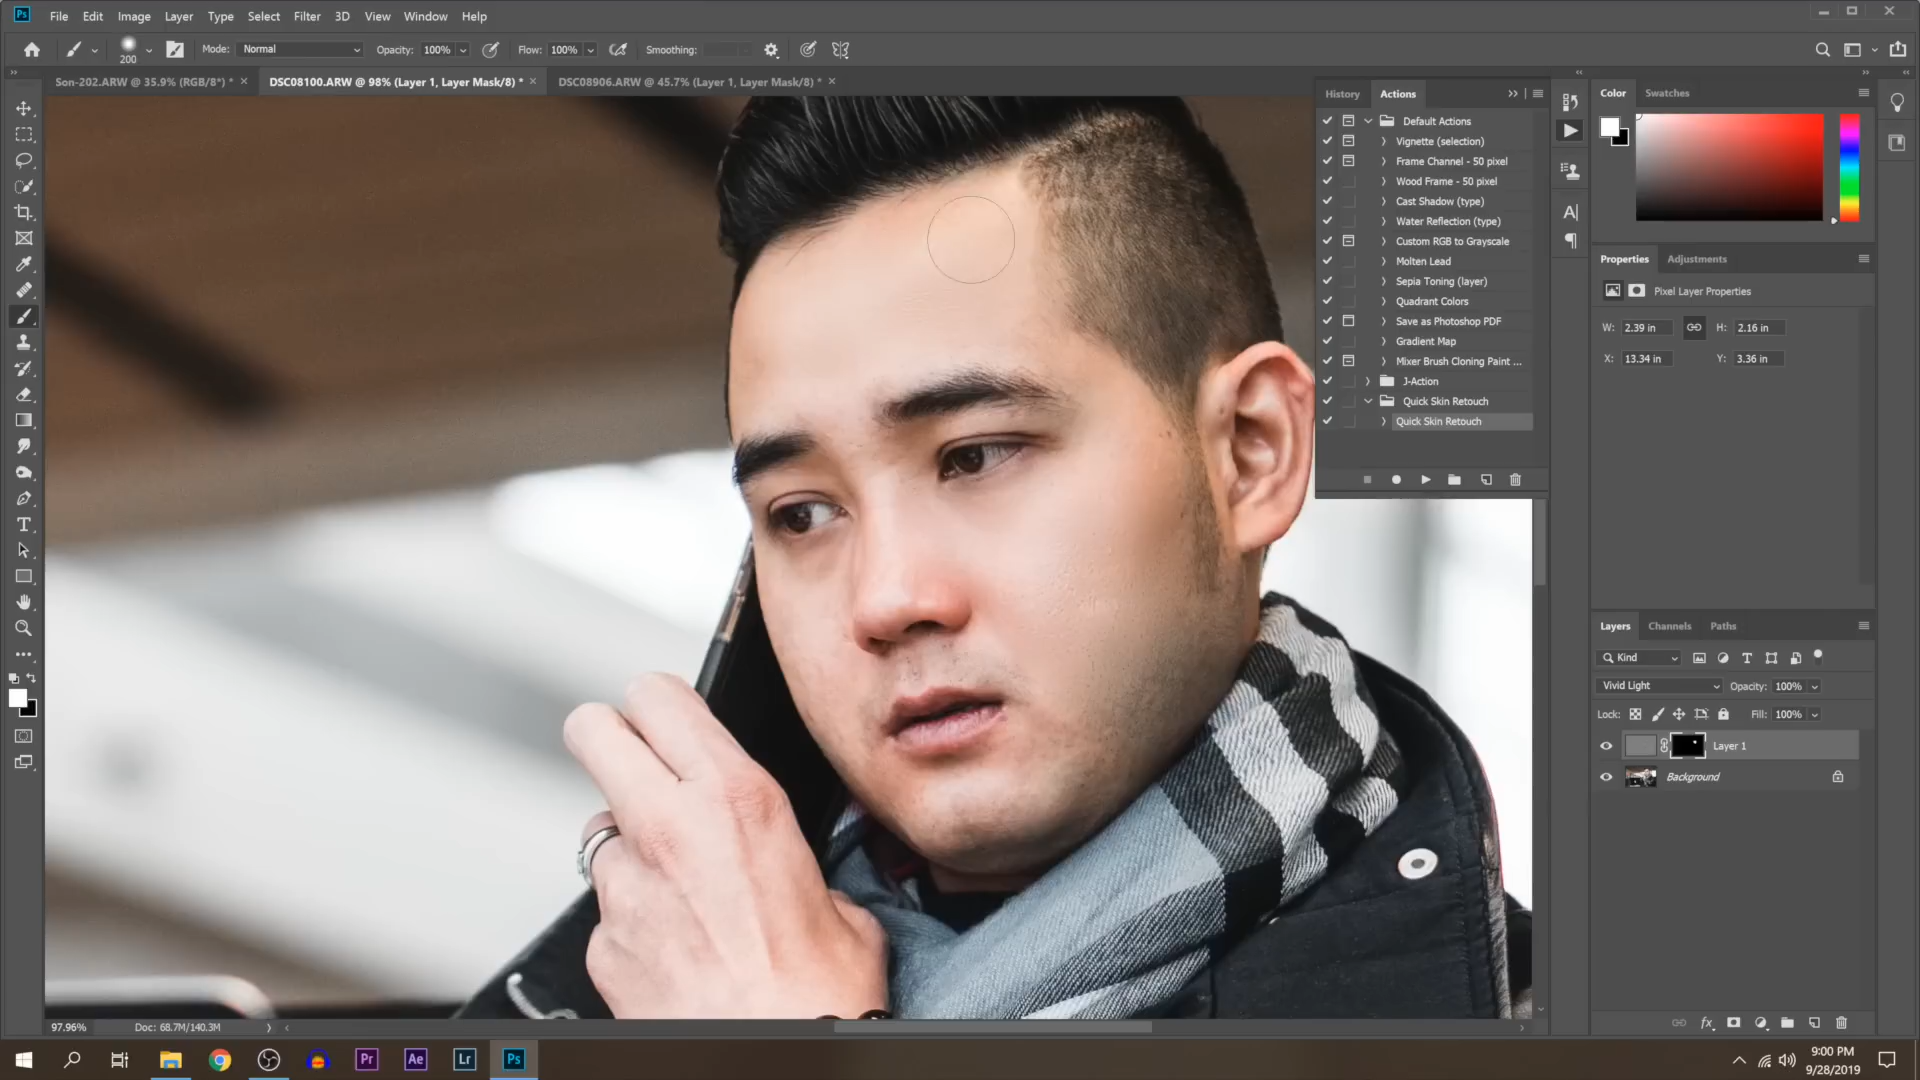 Ps File Edit Image Layer Type Select Filter 3D View Window Help
200 Mode: Normal Opacity: 100% Flow: 100% Smoothing:
Son-202.ARW @ 35.9% (RGB/8*) * × DSC08100.ARW @ 98% (Layer 1, Layer Mask/8) * × DSC08906.ARW @ 45.7% (Layer 1, Layer Mask/8) * ×
History Actions
Default Actions
Vignette (selection)
Frame Channel - 50 pixel
Wood Frame - 50 pixel
Cast Shadow (type)
Water Reflection (type)
Custom RGB to Grayscale
Molten Lead
Sepia Toning (layer)
Quadrant Colors
Save as Photoshop PDF
Gradient Map
Mixer Brush Cloning Paint ...
J-Action
Quick Skin Retouch
Quick Skin Retouch
Color Swatches
Properties Adjustments
Pixel Layer Properties
W: 2.39 in H: 2.16 in
X: 13.34 in Y: 3.36 in
Layers Channels Paths
Kind
Vivid Light Opacity: 100%
Lock: Fill: 100%
Layer 1
Background
fx
97.96% Doc: 68.7M/140.3M
Pr Ae Lr Ps
9:00 PM
9/28/2019